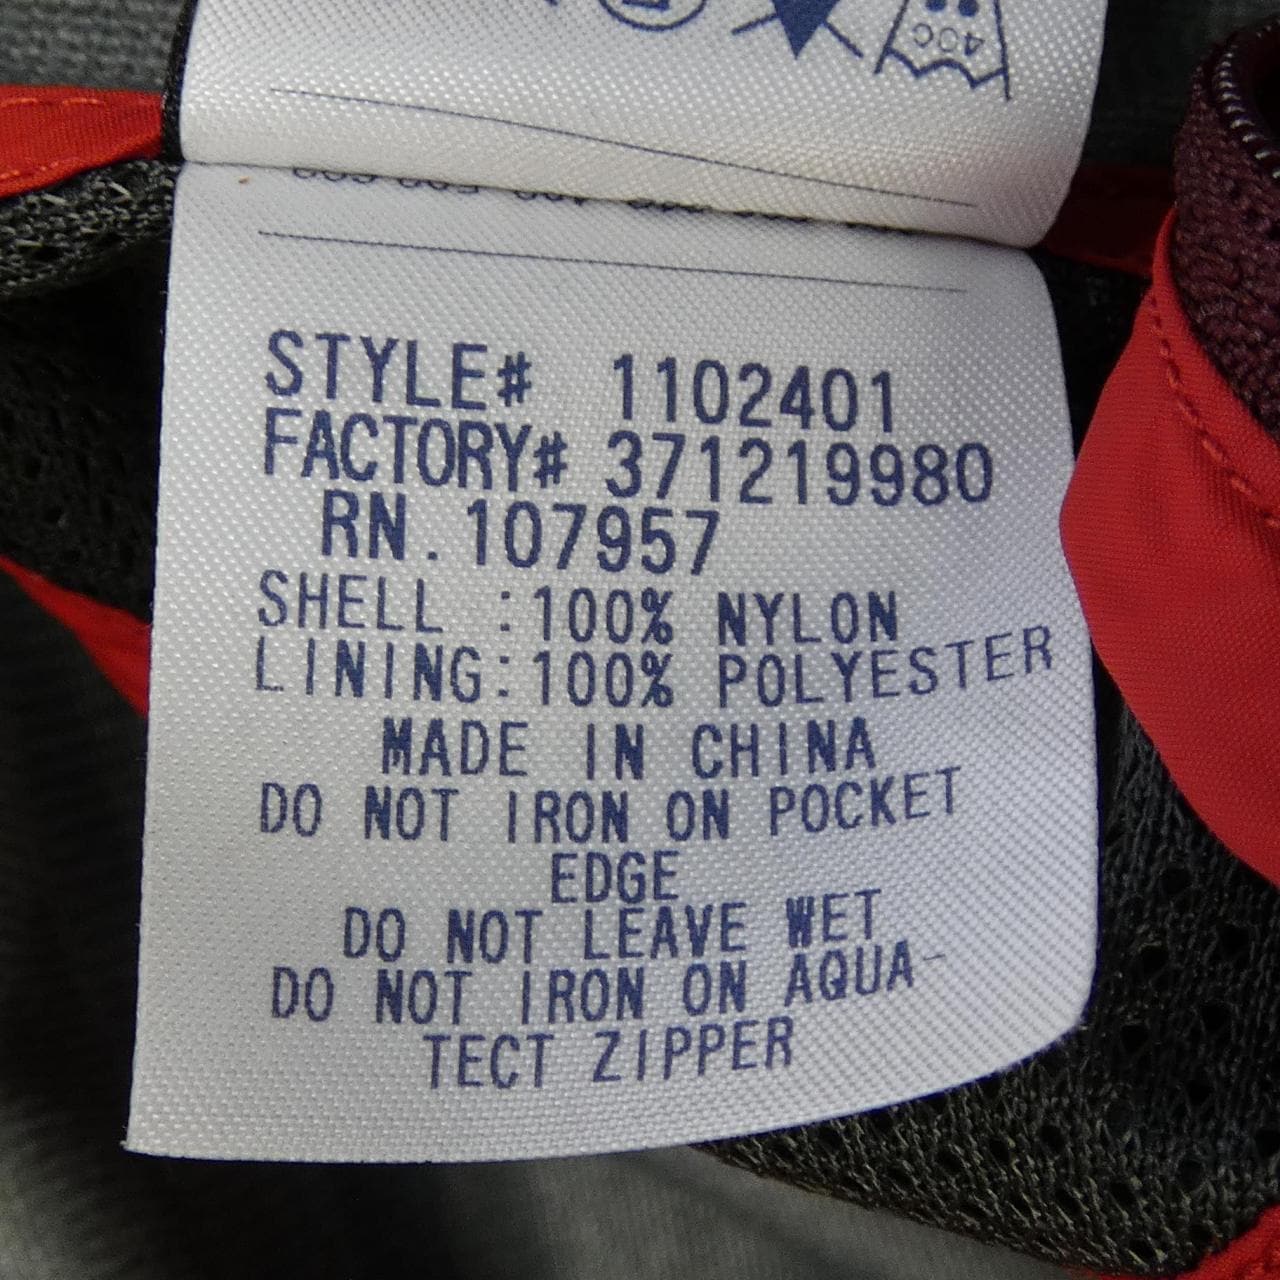 40C
STYLE# 1102401
FACTORY# 371219980
RN. 107957
SHELL :100% NYLON
LINING:100% POLYESTER
MADE IN CHINA
DO NOT IRON ON POCKET
EDGE
DO NOT LEAVE WET
DO NOT IRON ON AQUA-
TECT ZIPPER